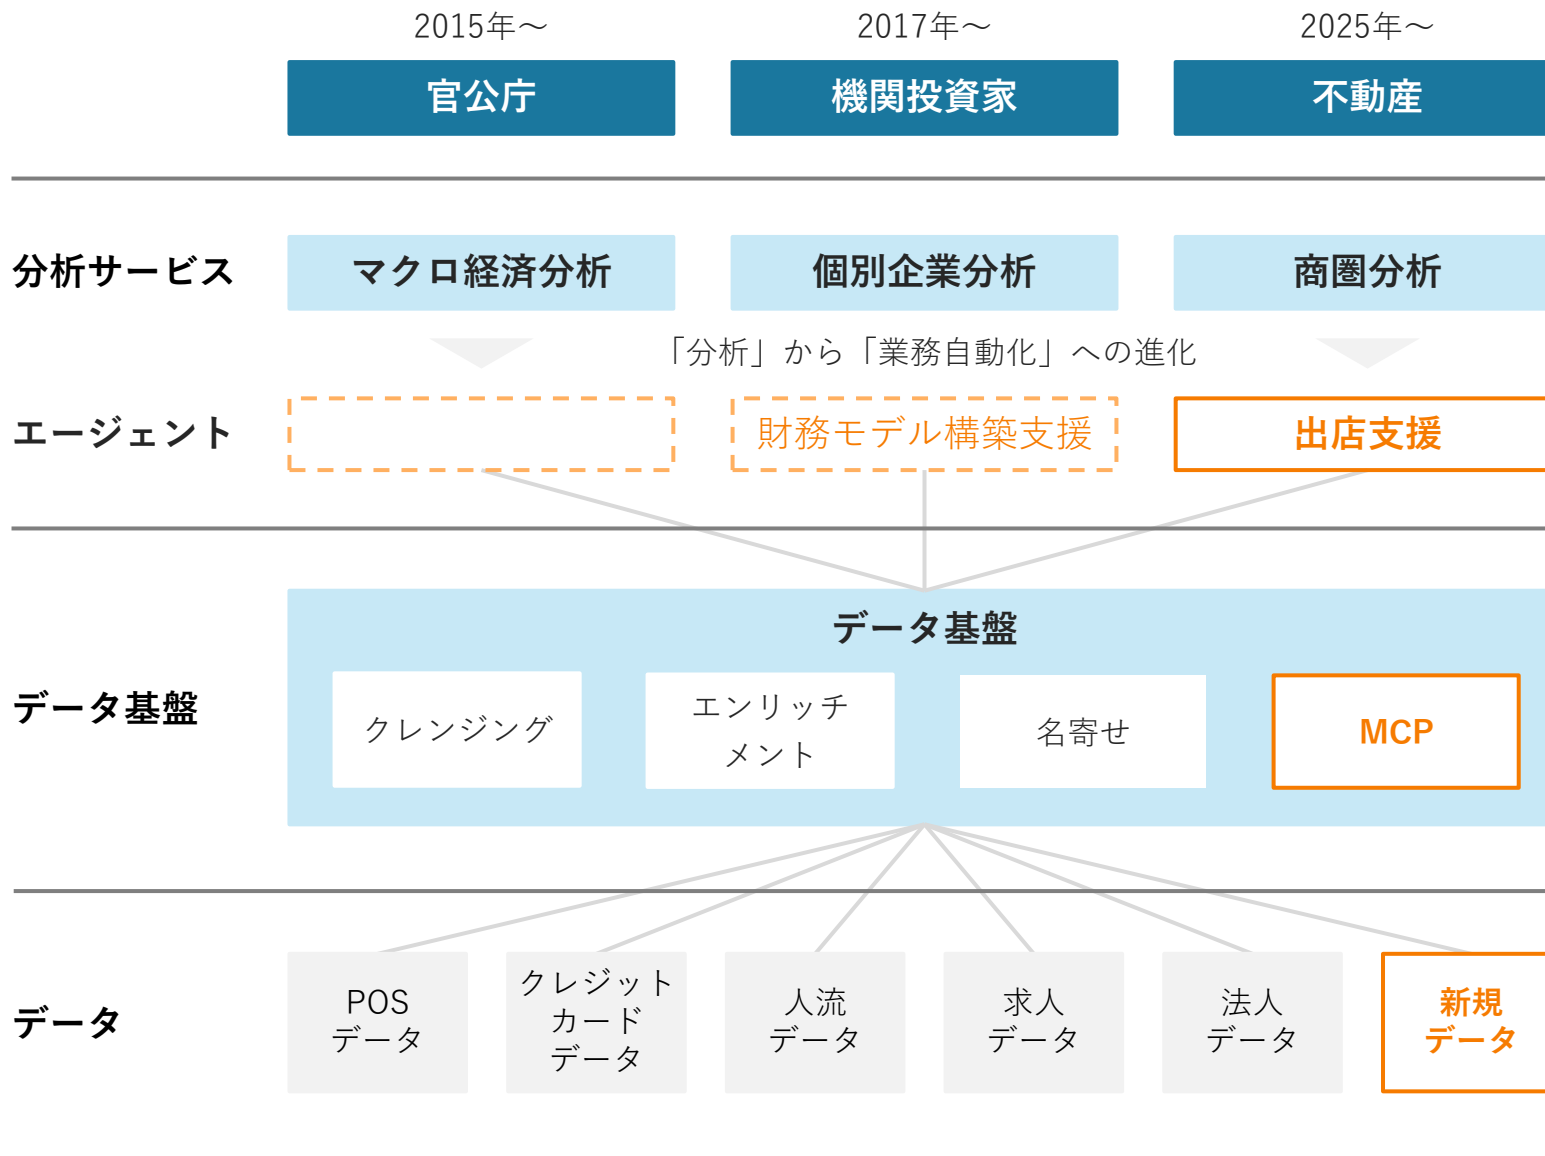 2015年～
2017年～
2025年～
官公庁
機関投資家
不動産
分析サービス
マクロ経済分析
個別企業分析
商圏分析
「分析」から「業務自動化」への進化
エージェント
財務モデル構築支援
出店支援
データ基盤
データ基盤
クレンジング
エンリッチ
メント
名寄せ
MCP
データ
POS
データ
クレジット
カード
データ
人流
データ
求人
データ
法人
データ
新規
データ